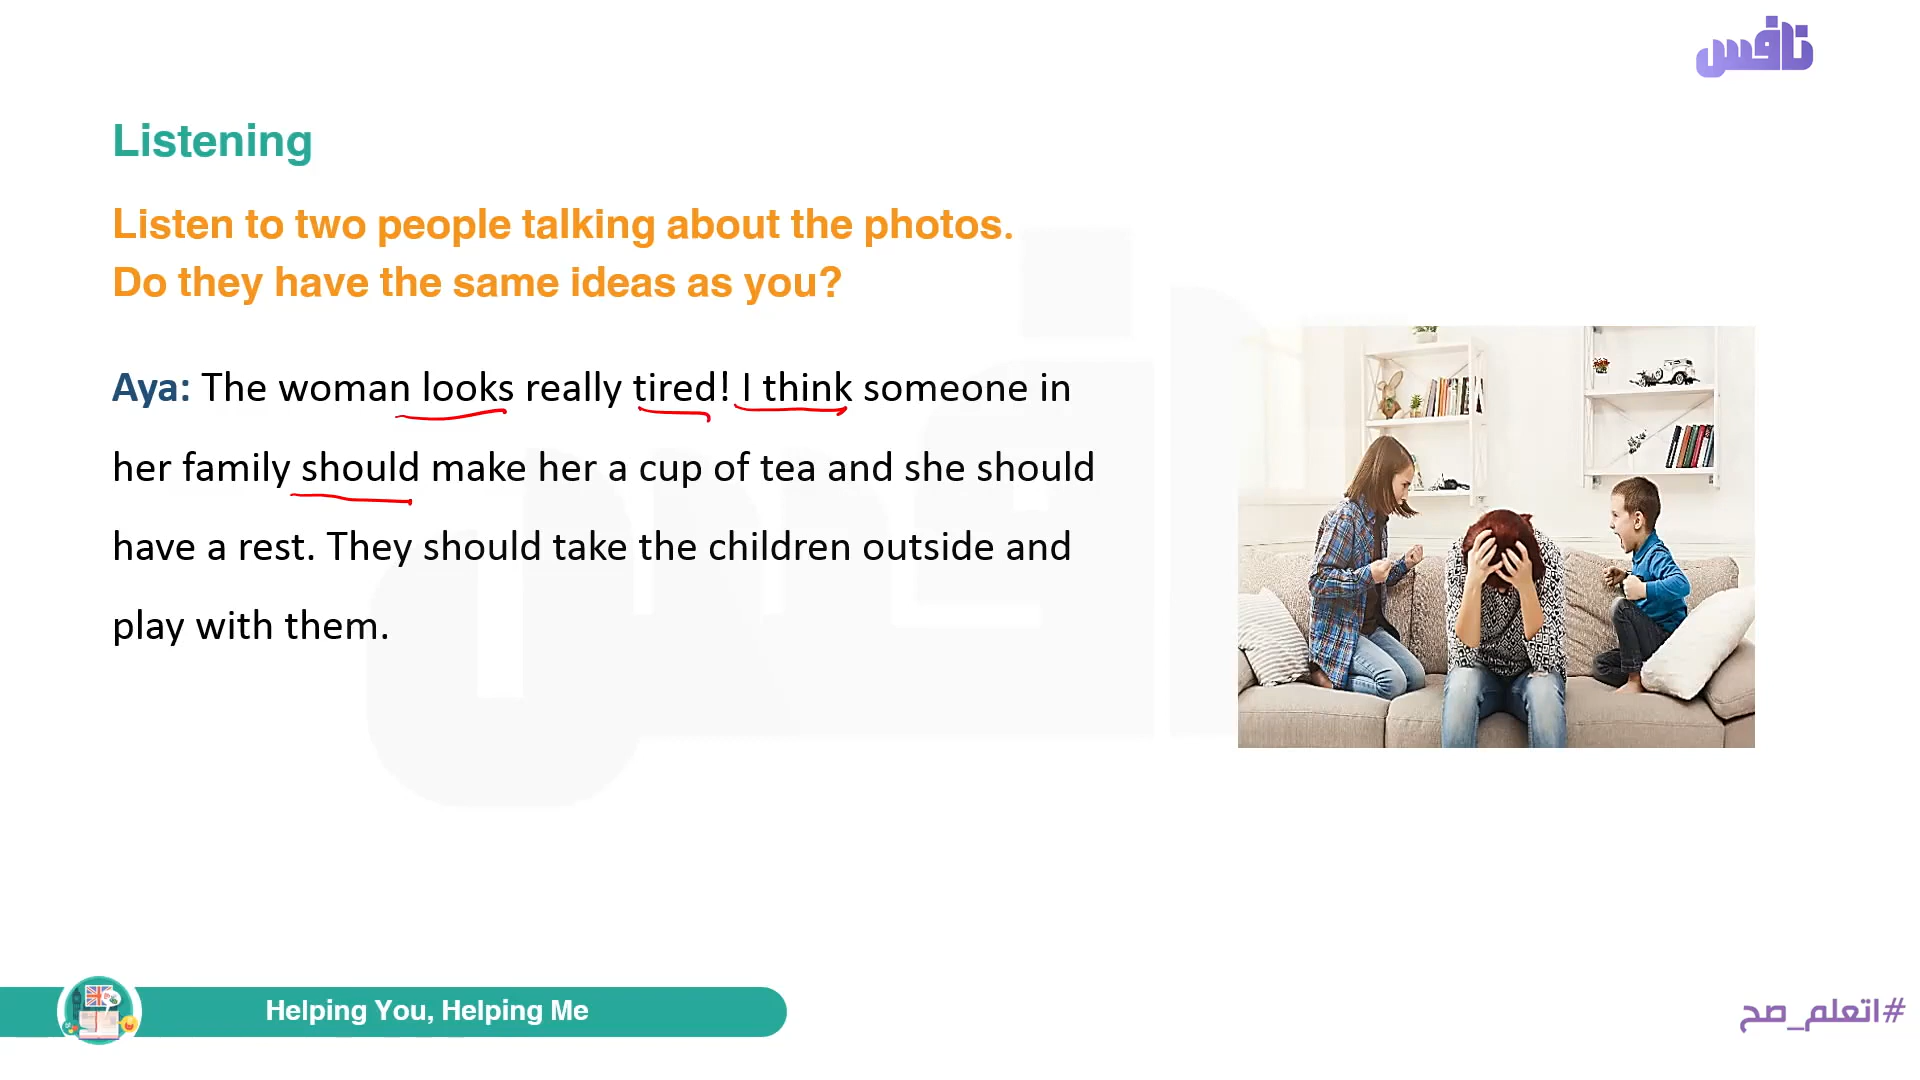 نافس
Listening
Listen to two people talking about the photos.
Do they have the same ideas as you?
Aya: The woman looks really tired! I think someone in
her family should make her a cup of tea and she should
have a rest. They should take the children outside and
play with them.
Helping You, Helping Me
#اتعلم_صح